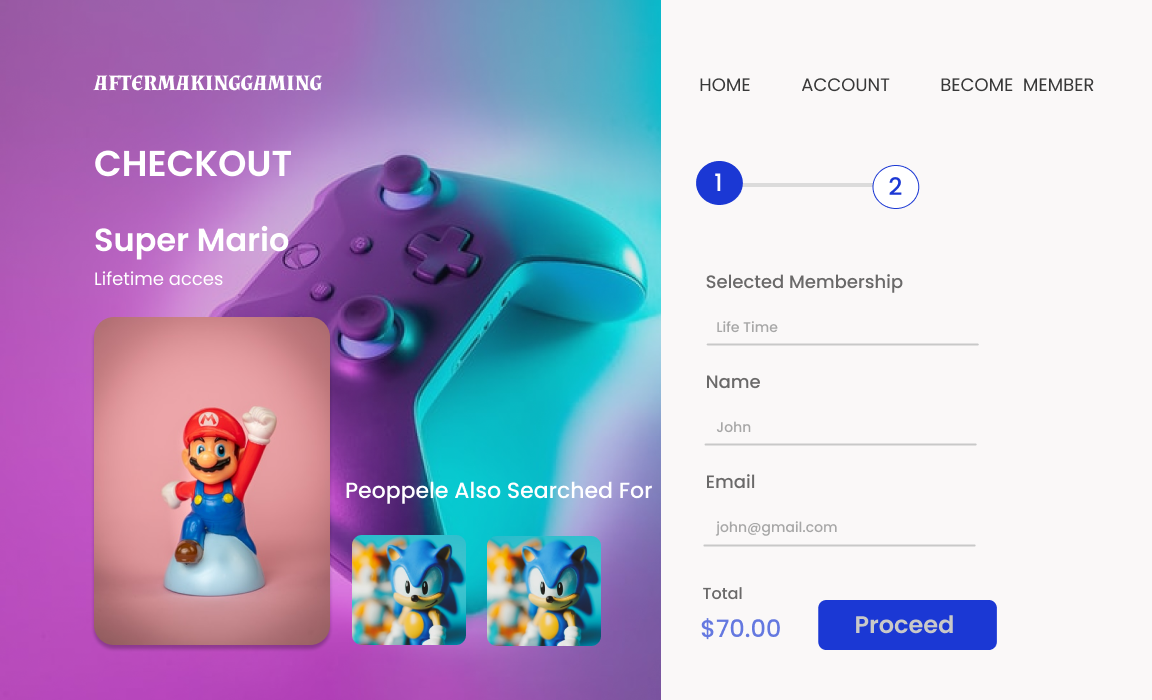 AFTERMAKINGGAMING
CHECKOUT
Super Mario
Lifetime acces
M
Peoppele Also Searched For
HOME ACCOUNT BECOME MEMBER
1 2
Selected Membership
Life Time
Name
John
Email
john@gmail.com
Total
$70.00
Proceed